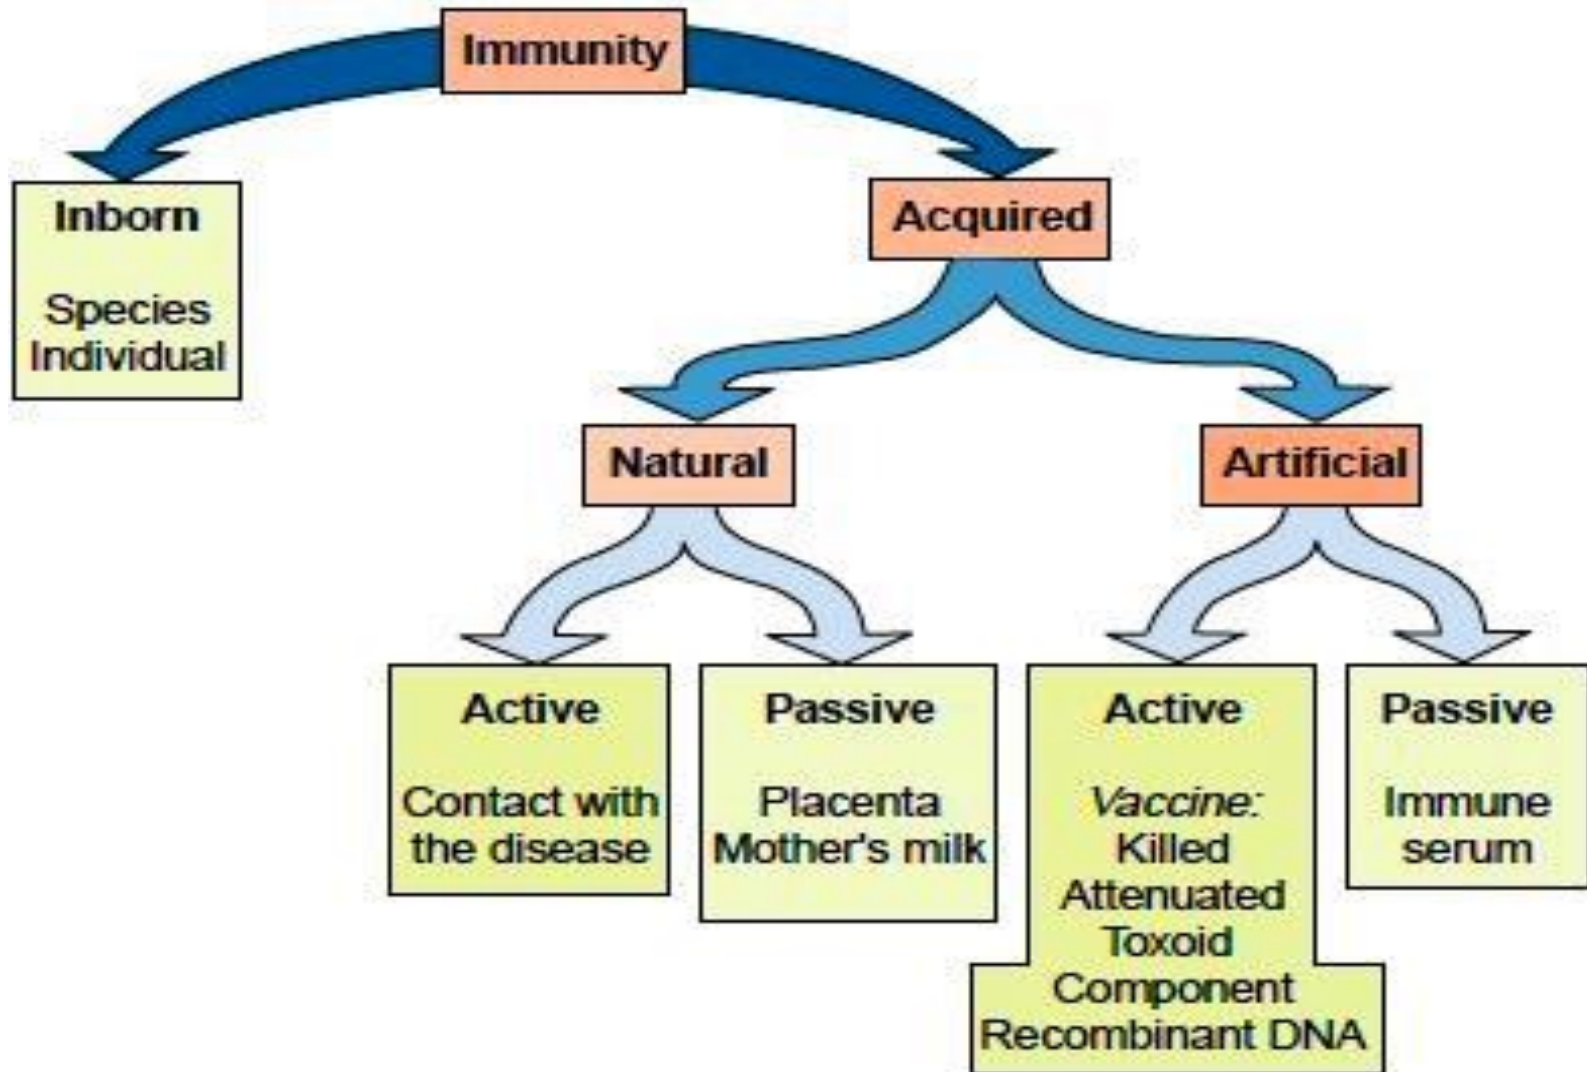 Immunity
Inborn
Species
Individual
Acquired
Natural
Artificial
Active
Contact with
the disease
Passive
Placenta
Mother's milk
Active
Vaccine:
Killed
Attenuated
Toxoid
Component
Recombinant DNA
Passive
Immune
serum